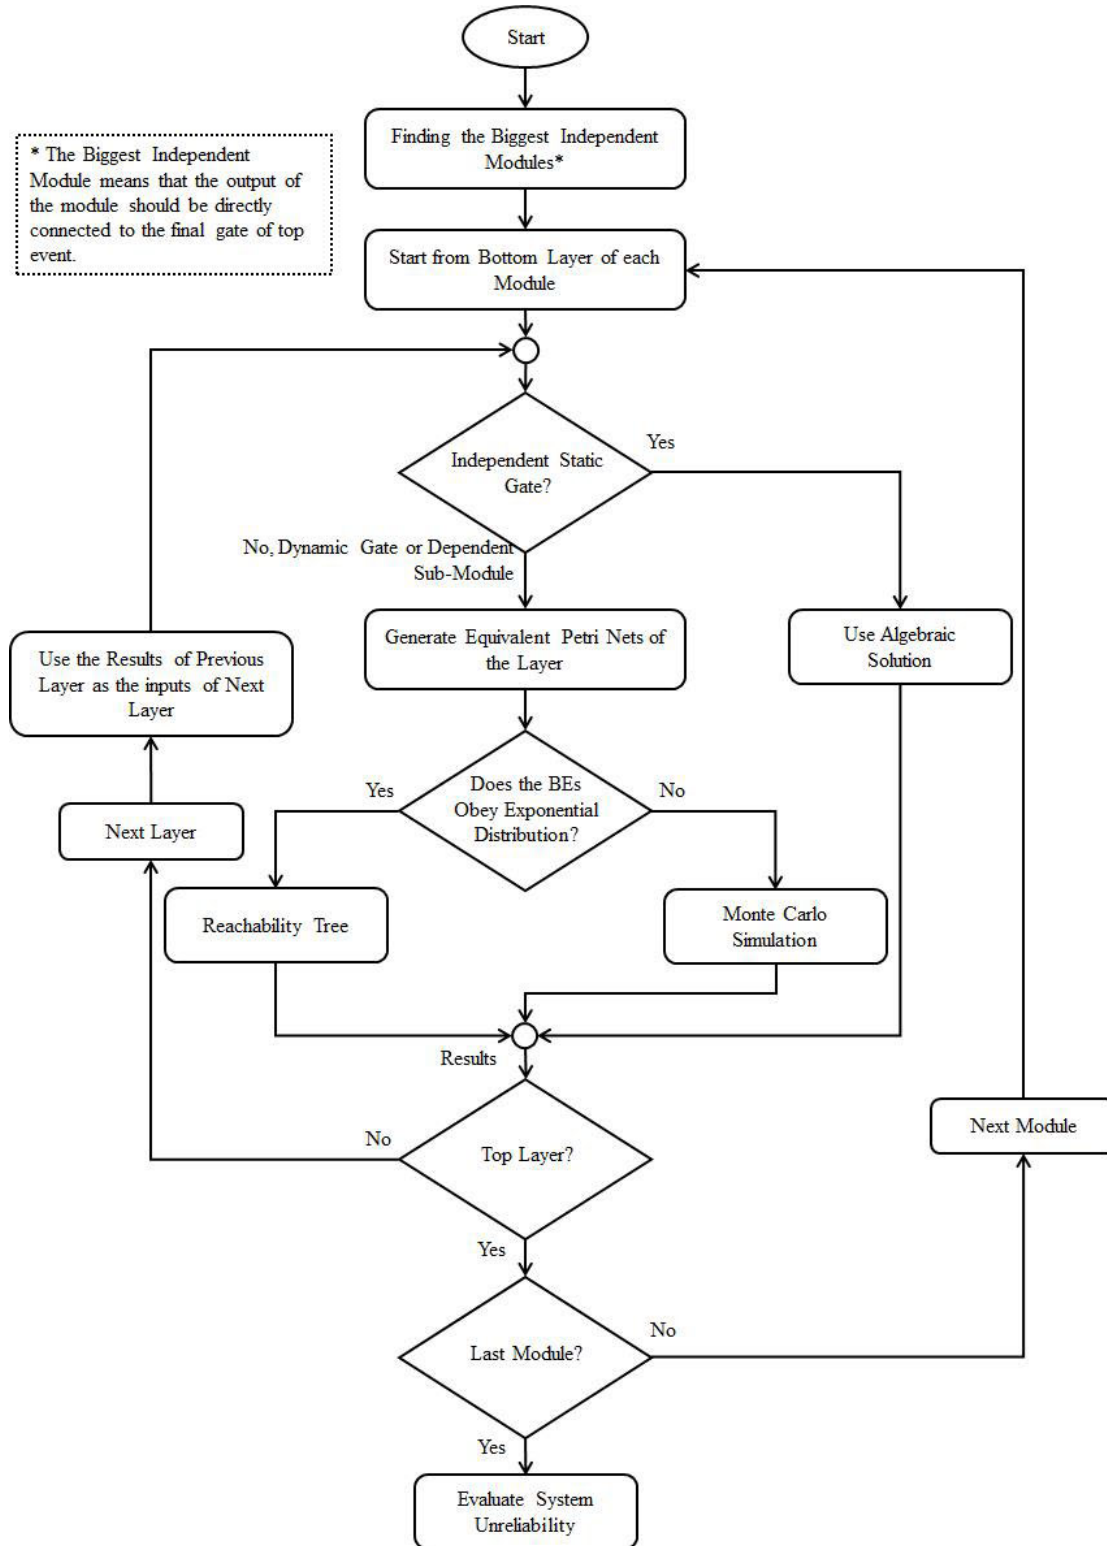 Start
Finding the Biggest Independent
Modules*
* The Biggest Independent
Module means that the output of
the module should be directly
connected to the final gate of top
event.
Start from Bottom Layer of each
Module
Independent Static
Gate?
Yes
No, Dynamic Gate or Dependent
Sub-Module
Generate Equivalent Petri Nets of
the Layer
Use Algebraic
Solution
Use the Results of Previous
Layer as the inputs of Next
Layer
Does the BEs
Obey Exponential
Distribution?
Yes
No
Next Layer
Reachability Tree
Monte Carlo
Simulation
Results
Top Layer?
No
Next Module
Yes
Last Module?
No
Yes
Evaluate System
Unreliability